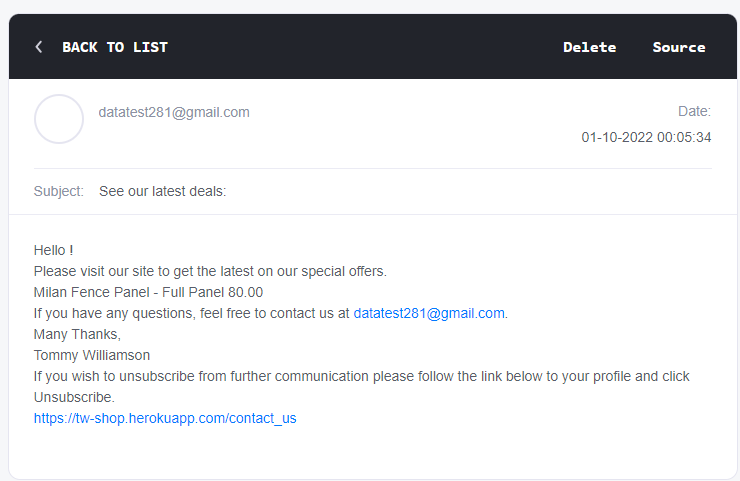 BACK TO LIST Delete Source
datatest281@gmail.com Date:
01-10-2022 00:05:34
Subject: See our latest deals:
Hello !
Please visit our site to get the latest on our special offers.
Milan Fence Panel - Full Panel 80.00
If you have any questions, feel free to contact us at datatest281@gmail.com.
Many Thanks,
Tommy Williamson
If you wish to unsubscribe from further communication please follow the link below to your profile and click
Unsubscribe.
https://tw-shop.herokuapp.com/contact_us